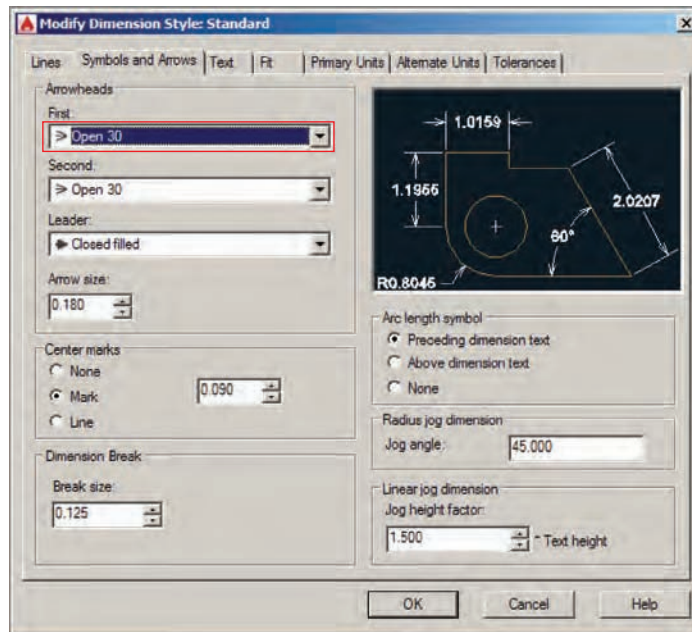 Modify Dimension Style: Standard
Lines Symbols and Arrows Text Fit Primary Units Alternate Units Tolerances
Arrowheads
First:
Open 30
Second:
Open 30
Leader:
Closed filled
Arrow size:
0.180
Center marks
None
Mark
Line
0.090
Dimension Break
Break size:
0.125
1.0159
1.1956
2.0207
60°
R0.8045
Arc length symbol
Preceding dimension text
Above dimension text
None
Radius jog dimension
Jog angle: 45.000
Linear jog dimension
Jog height factor:
1.500 * Text height
OK Cancel Help